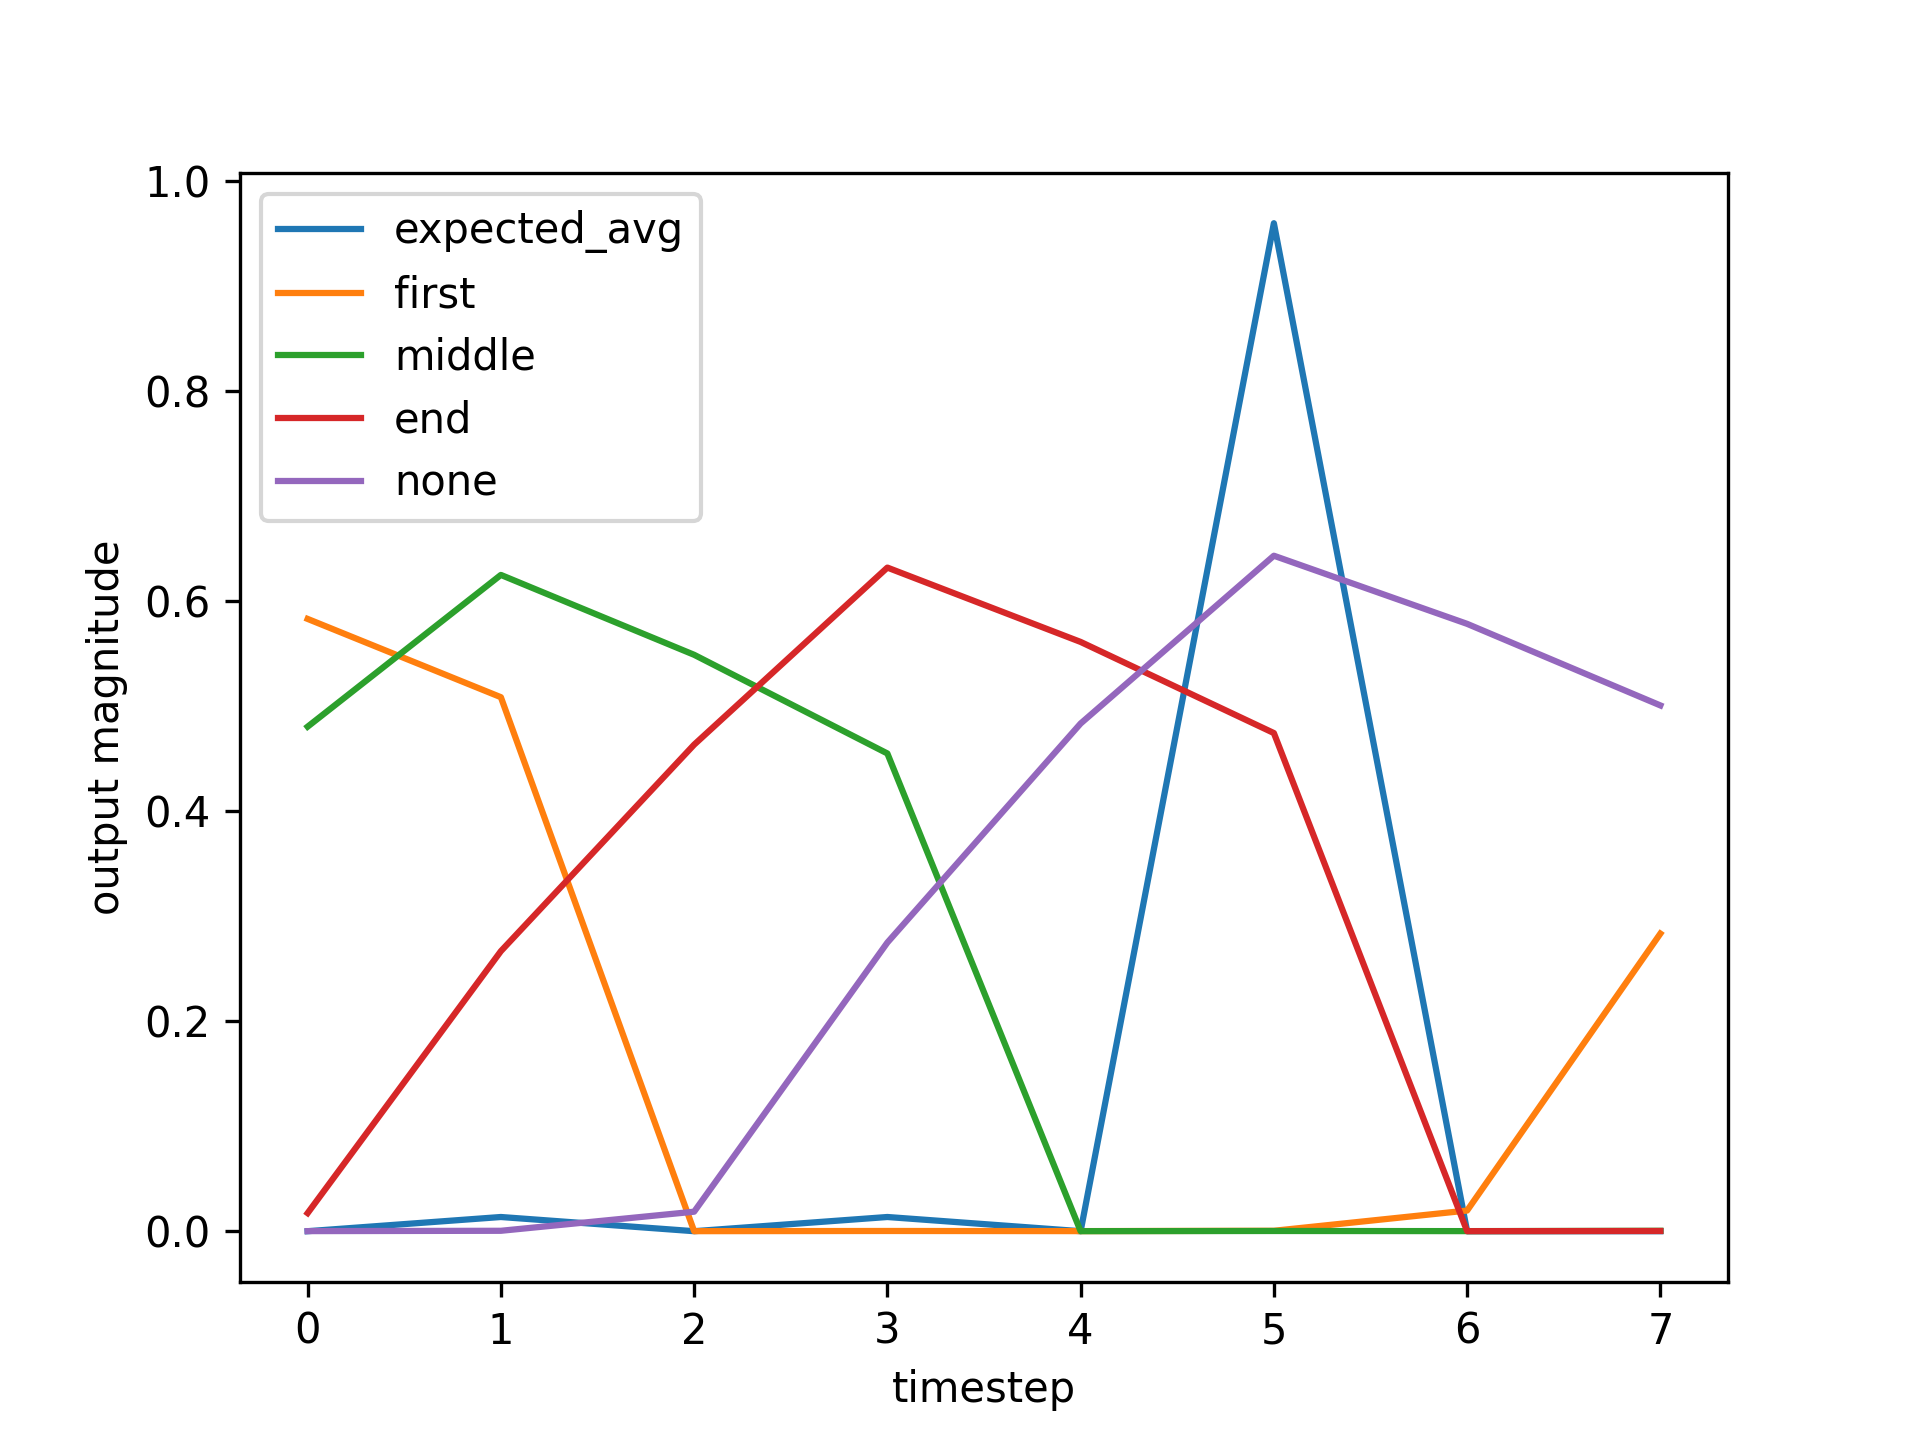 1.0
0.8
0.6
0.4
0.2
0.0
output magnitude
expected_avg
first
middle
end
none
0 1 2 3 4 5 6 7
timestep